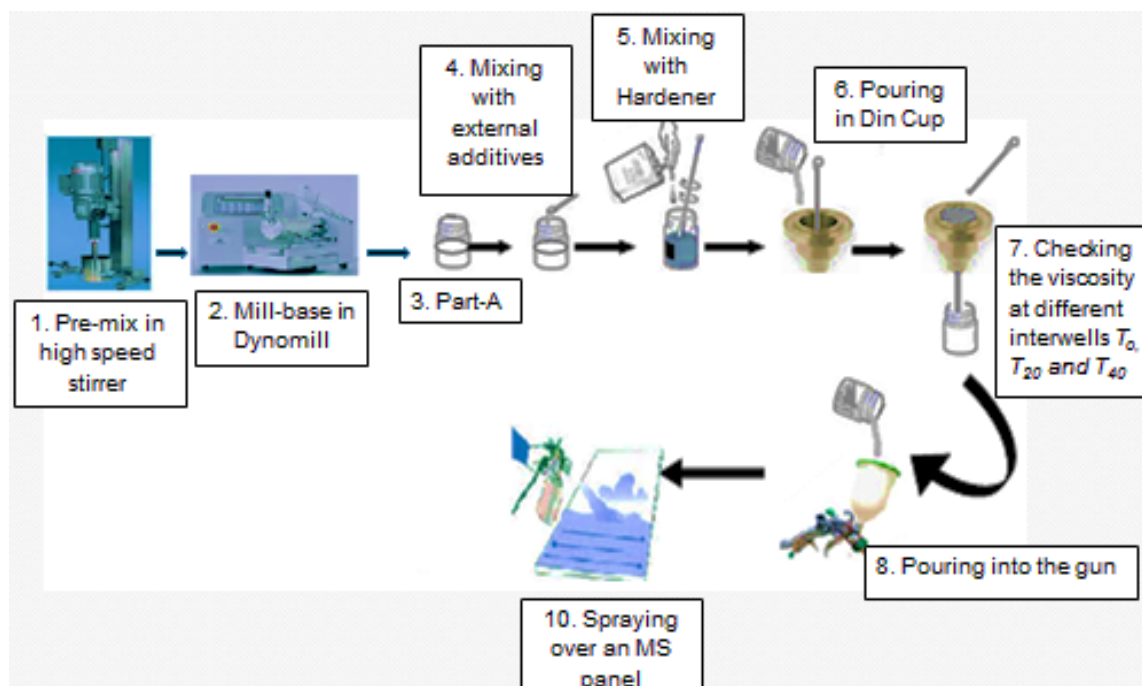 1. Pre-mix in
high speed
stirrer
2. Mill-base in
Dynomill
3. Part-A
4. Mixing
with
external
additives
5. Mixing
with
Hardener
6. Pouring
in Din Cup
7. Checking
the viscosity
at different
interwells To,
T20 and T40
8. Pouring into the gun
10. Spraying
over an MS
panel